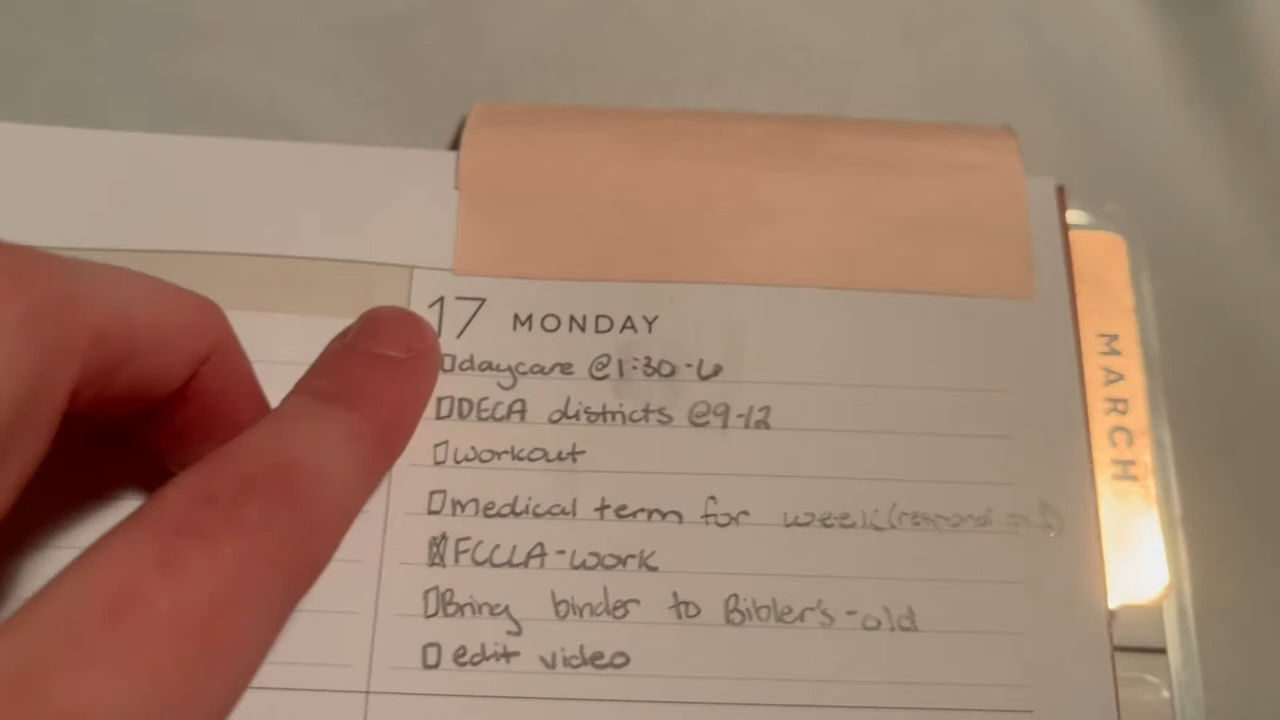 17 MONDAY
daycare @1:30-6
DECA districts @9-12
workout
medical term for week (respond
FCCLA-work
Bring binder to Bibler's-old
edit video
MARCH